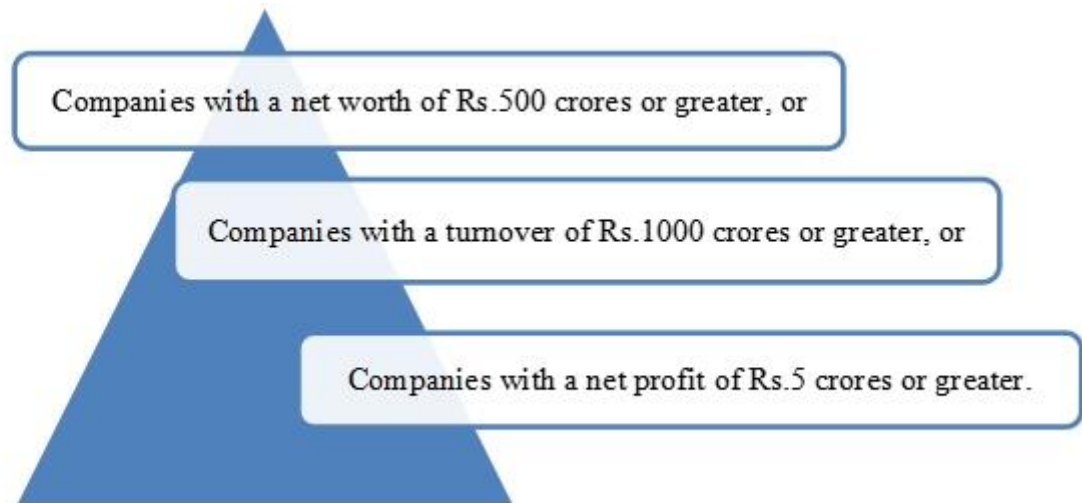 Companies with a net worth of Rs.500 crores or greater, or
Companies with a turnover of Rs.1000 crores or greater, or
Companies with a net profit of Rs.5 crores or greater.